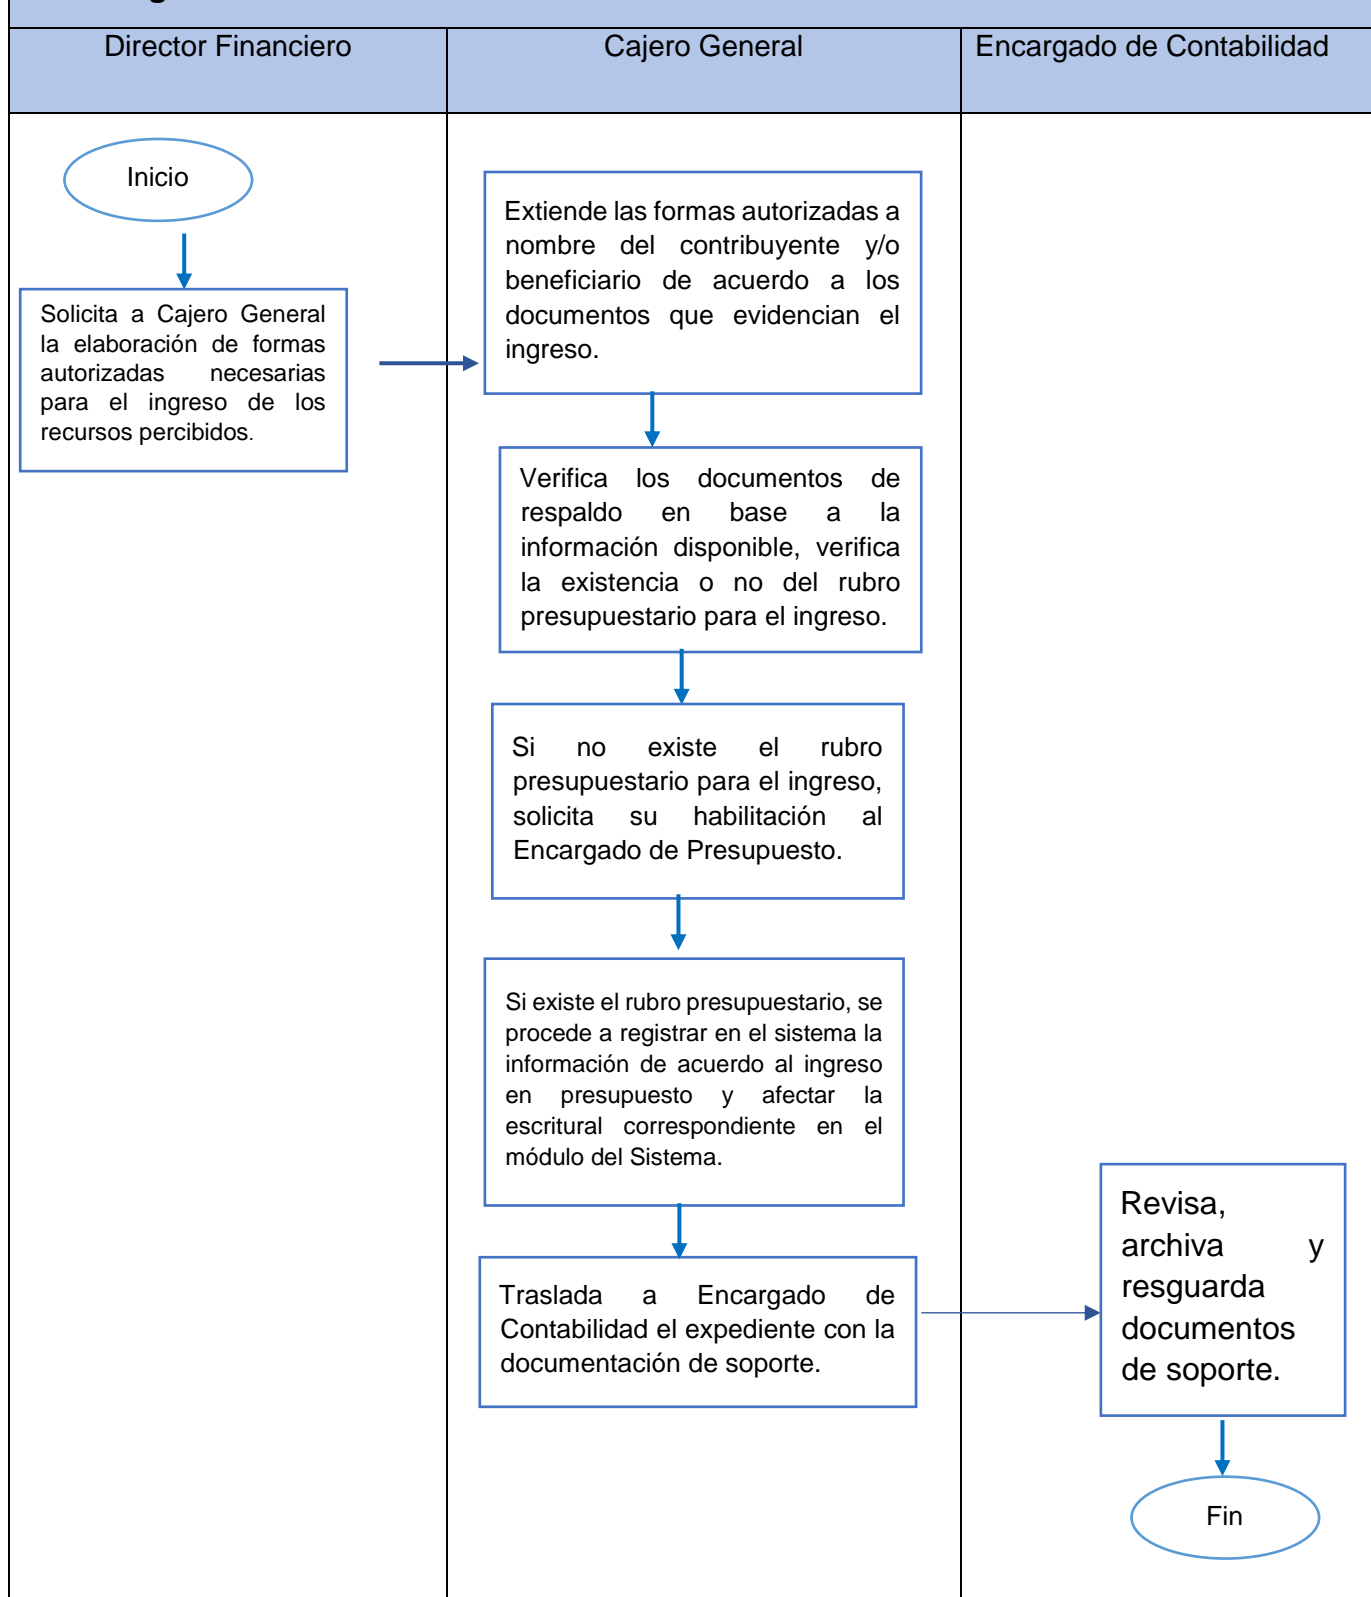 Director Financiero
Cajero General
Encargado de Contabilidad
Inicio
Solicita a Cajero General
la elaboración de formas
autorizadas necesarias
para el ingreso de los
recursos percibidos.
Extiende las formas autorizadas a
nombre del contribuyente y/o
beneficiario de acuerdo a los
documentos que evidencian el
ingreso.
Verifica los documentos de
respaldo en base a la
información disponible, verifica
la existencia o no del rubro
presupuestario para el ingreso.
Si no existe el rubro
presupuestario para el ingreso,
solicita su habilitación al
Encargado de Presupuesto.
Si existe el rubro presupuestario, se
procede a registrar en el sistema la
información de acuerdo al ingreso
en presupuesto y afectar la
escritural correspondiente en el
módulo del Sistema.
Traslada a Encargado de
Contabilidad el expediente con la
documentación de soporte.
Revisa,
archiva y
resguarda
documentos
de soporte.
Fin